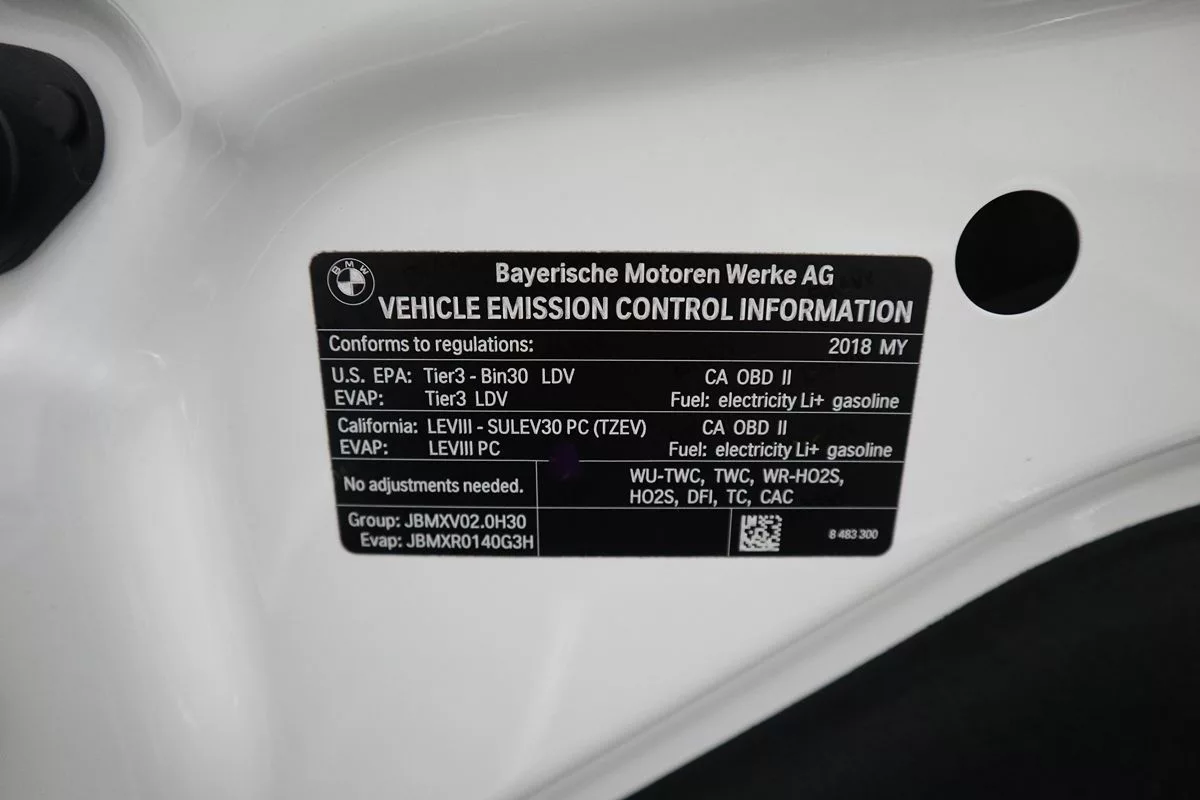 BMW
Bayerische Motoren Werke AG
VEHICLE EMISSION CONTROL INFORMATION
Conforms to regulations: 2018 MY
U.S. EPA: Tier3 - Bin30 LDV CA OBD II
EVAP: Tier3 LDV Fuel: electricity Li+ gasoline
California: LEVIII - SULEV30 PC (TZEV) CA OBD II
EVAP: LEVIII PC Fuel: electricity Li+ gasoline
No adjustments needed.
WU-TWC, TWC, WR-HO2S,
HO2S, DFI, TC, CAC
Group: JBMXV02.0H30
Evap: JBMXR0140G3H
8 483 300